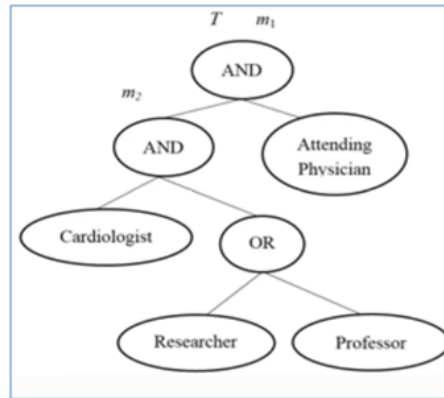 T m₁
AND
m₂
AND
Attending
Physician
Cardiologist
OR
Researcher
Professor